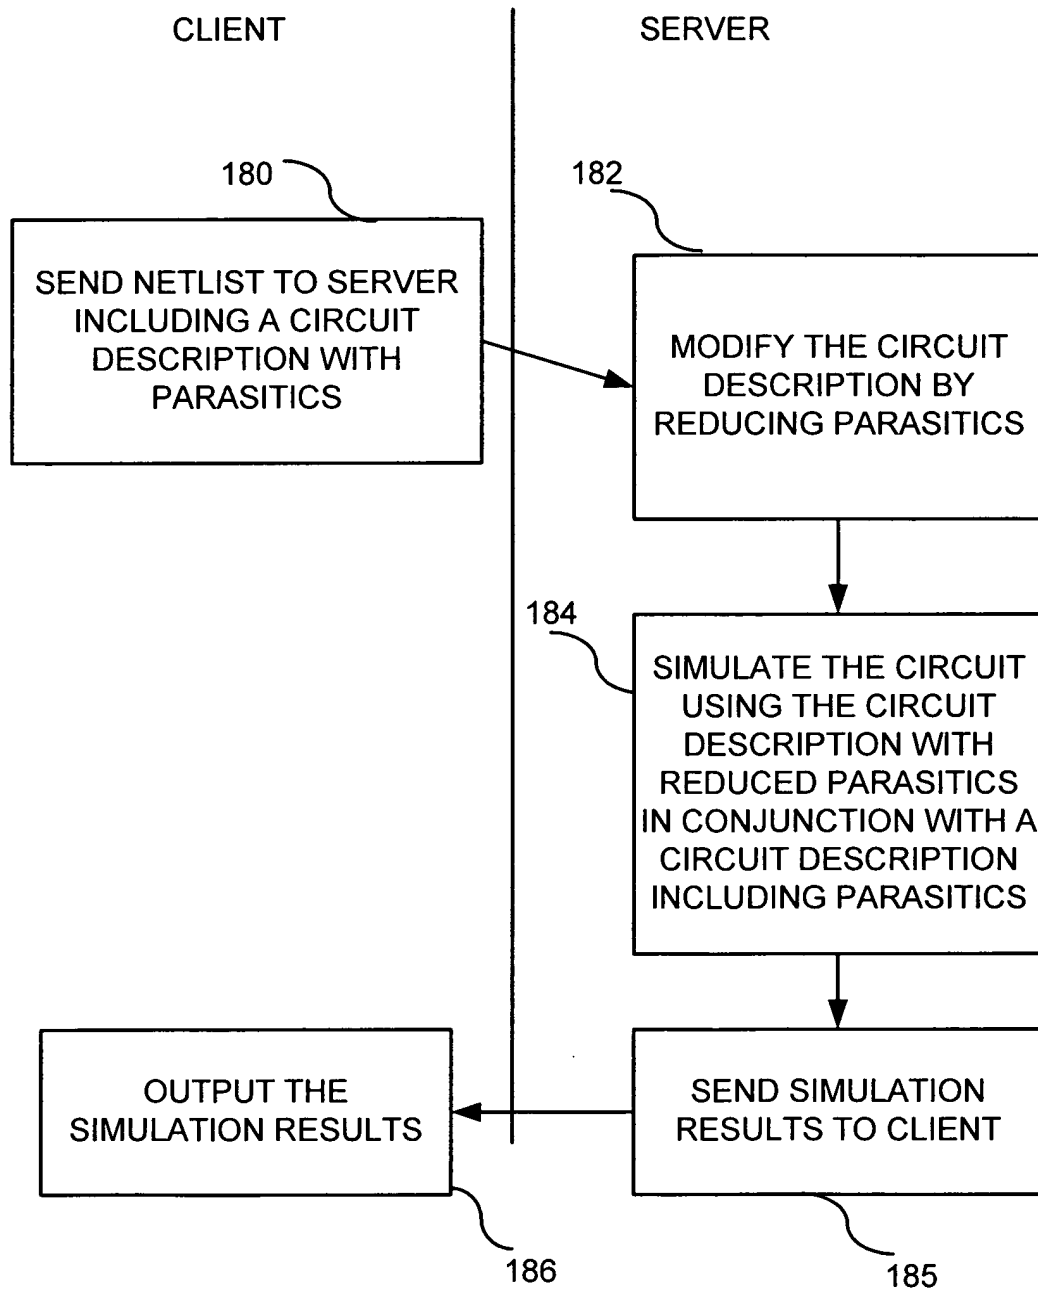 CLIENT
SERVER
180
SEND NETLIST TO SERVER
INCLUDING A CIRCUIT
DESCRIPTION WITH
PARASITICS
182
MODIFY THE CIRCUIT
DESCRIPTION BY
REDUCING PARASITICS
184
SIMULATE THE CIRCUIT
USING THE CIRCUIT
DESCRIPTION WITH
REDUCED PARASITICS
IN CONJUNCTION WITH A
CIRCUIT DESCRIPTION
INCLUDING PARASITICS
SEND SIMULATION
RESULTS TO CLIENT
185
OUTPUT THE
SIMULATION RESULTS
186